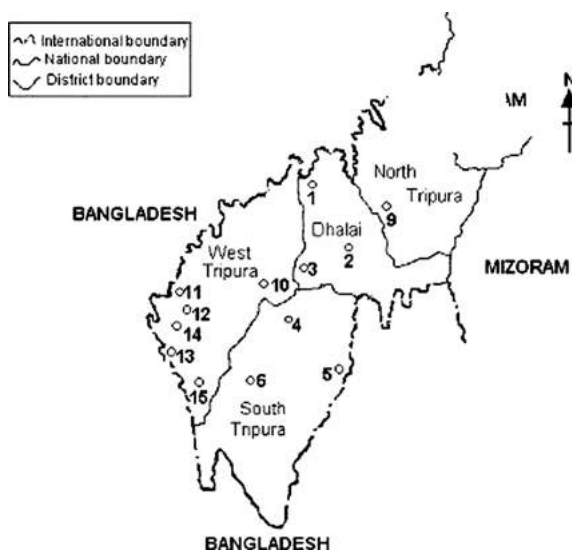 International boundary
National boundary
District boundary
N
AM
North
Tripura
1
BANGLADESH
9
Dhalai
West
Tripura
2
3
MIZORAM
10
11
12
4
14
13
5
15
6
South
Tripura
BANGLADESH